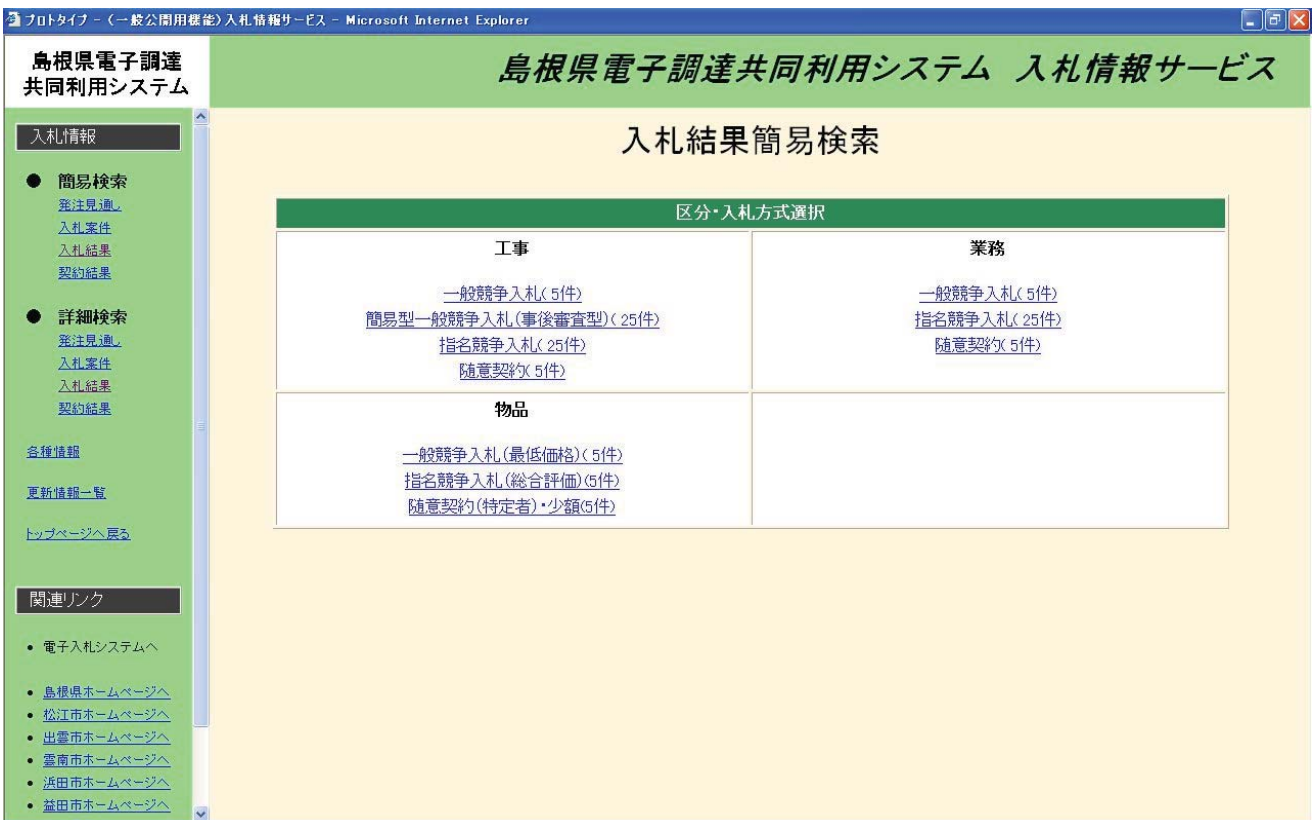 プロトタイプ - (一般公開用機能)入札情報サービス - Microsoft Internet Explorer
島根県電子調達
共同利用システム
島根県電子調達共同利用システム 入札情報サービス
入札情報
● 簡易検索
発注見通し
入札案件
入札結果
契約結果
● 詳細検索
発注見通し
入札案件
入札結果
契約結果
各種情報
更新情報一覧
トップページへ戻る
関連リンク
• 電子入札システムへ
• 島根県ホームページへ
• 松江市ホームページへ
• 出雲市ホームページへ
• 雲南市ホームページへ
• 浜田市ホームページへ
• 益田市ホームページへ
入札結果簡易検索
区分・入札方式選択
工事
一般競争入札( 5件)
簡易型一般競争入札(事後審査型)( 25件)
指名競争入札( 25件)
随意契約( 5件)
業務
一般競争入札( 5件)
指名競争入札( 25件)
随意契約( 5件)
物品
一般競争入札(最低価格)( 5件)
指名競争入札(総合評価)(5件)
随意契約(特定者)・少額(5件)